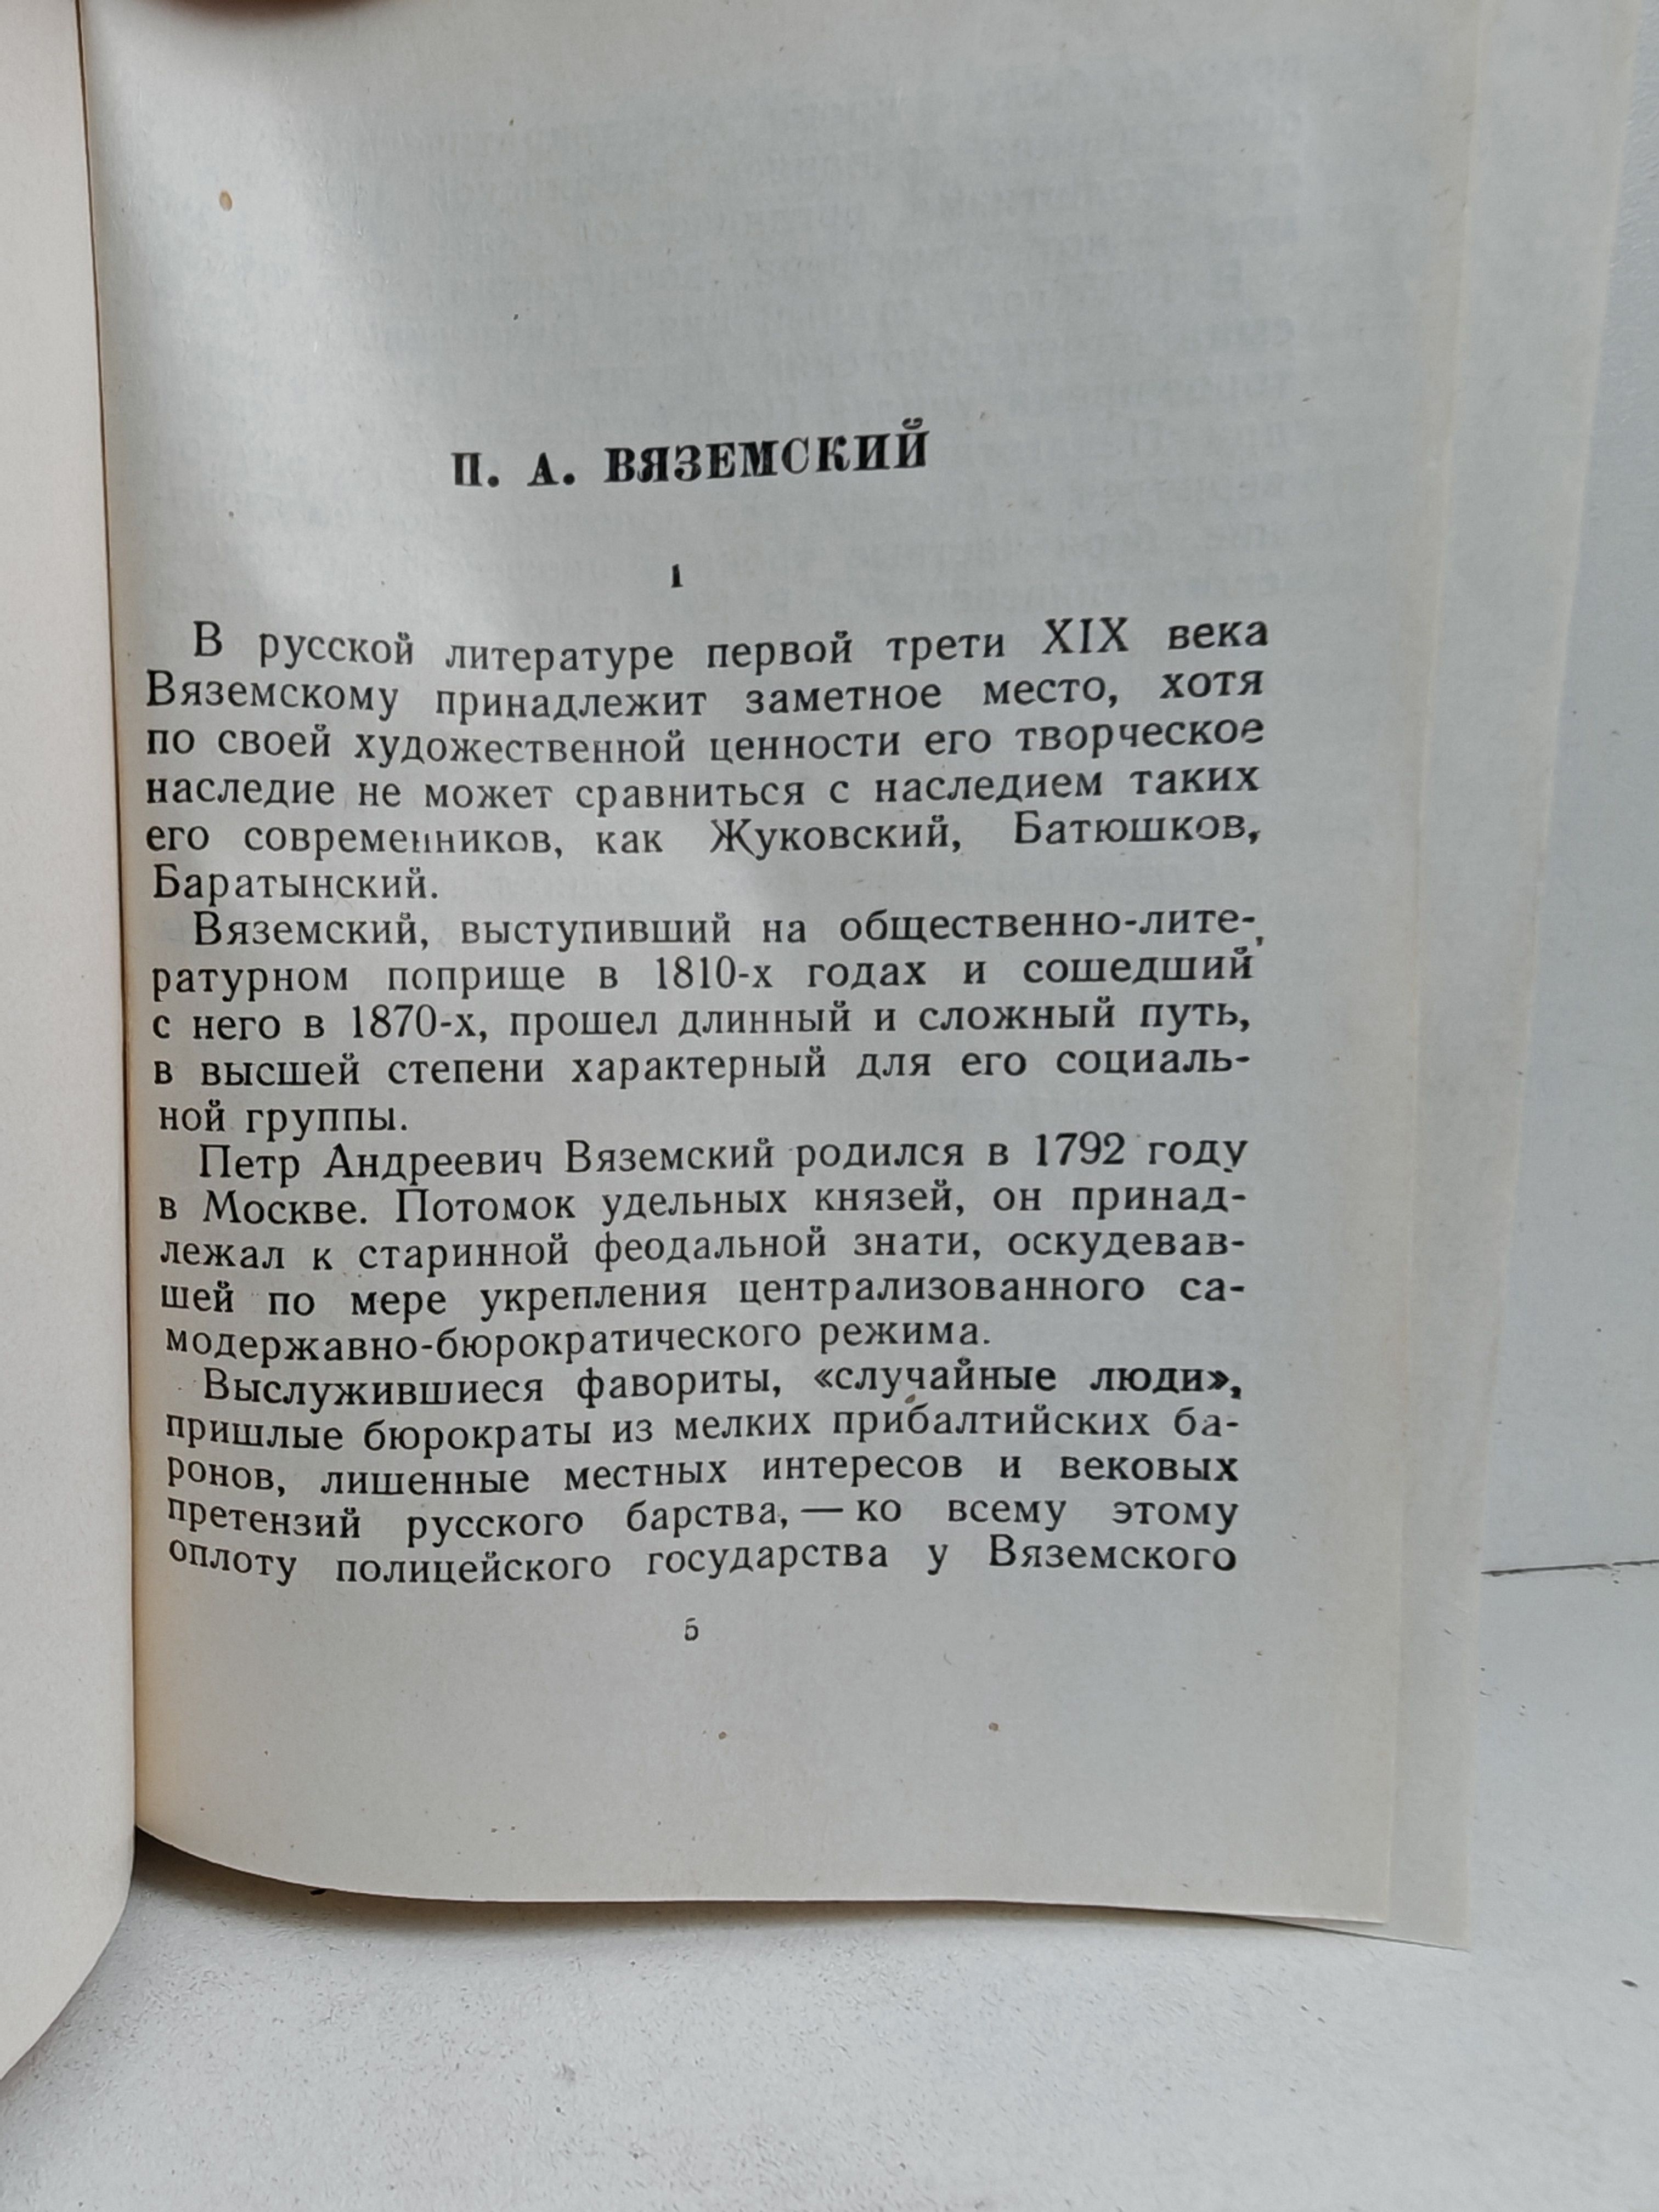 П. А. ВЯЗЕМСКИЙ
1
В русской литературе первой трети XIX века
Вяземскому принадлежит заметное место, хотя
по своей художественной ценности его творческое
наследие не может сравниться с наследием таких
его современников, как Жуковский, Батюшков,
Баратынский.
Вяземский, выступивший на общественно-лите-
ратурном поприще в 1810-х годах и сошедший
с него в 1870-х, прошел длинный и сложный путь,
в высшей степени характерный для его социаль-
ной группы.
Петр Андреевич Вяземский родился в 1792 году
в Москве. Потомок удельных князей, он принад-
лежал к старинной феодальной знати, оскудевав-
шей по мере укрепления централизованного са-
модержавно-бюрократического режима.
Выслужившиеся фавориты, «случайные люди»,
пришлые бюрократы из мелких прибалтийских ба-
ронов, лишенные местных интересов и вековых
претензий русского барства, — ко всему этому
оплоту полицейского государства у Вяземского
5